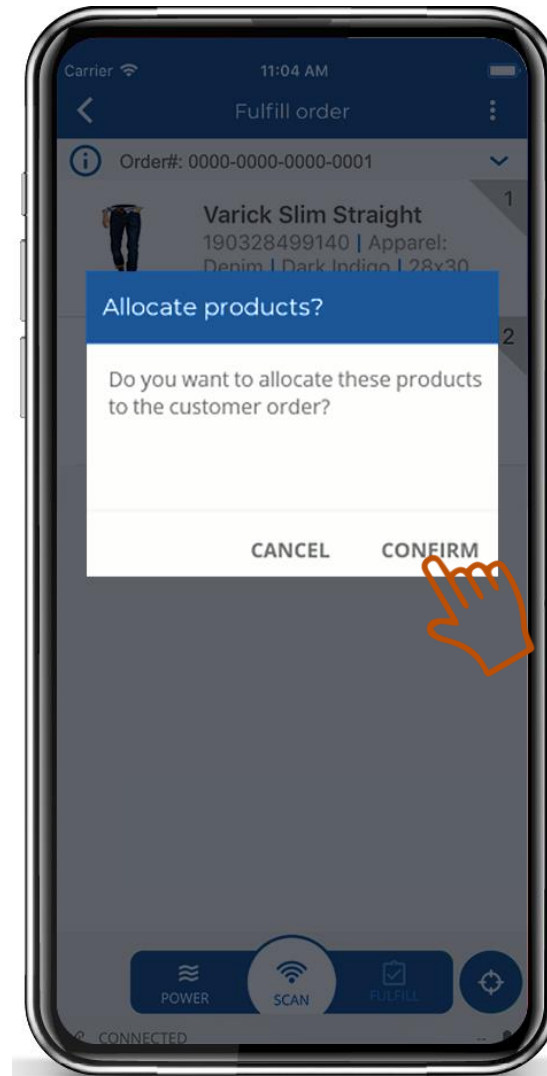 Carrier
11:04 AM
Fulfill order
Order#: 0000-0000-0000-0001
1
Varick Slim Straight
190328499140 | Apparel:
Denim | Dark Indigo | 28x30
Allocate products?
2
Do you want to allocate these products
to the customer order?
CANCEL CONFIRM
POWER SCAN FULFILL
CONNECTED